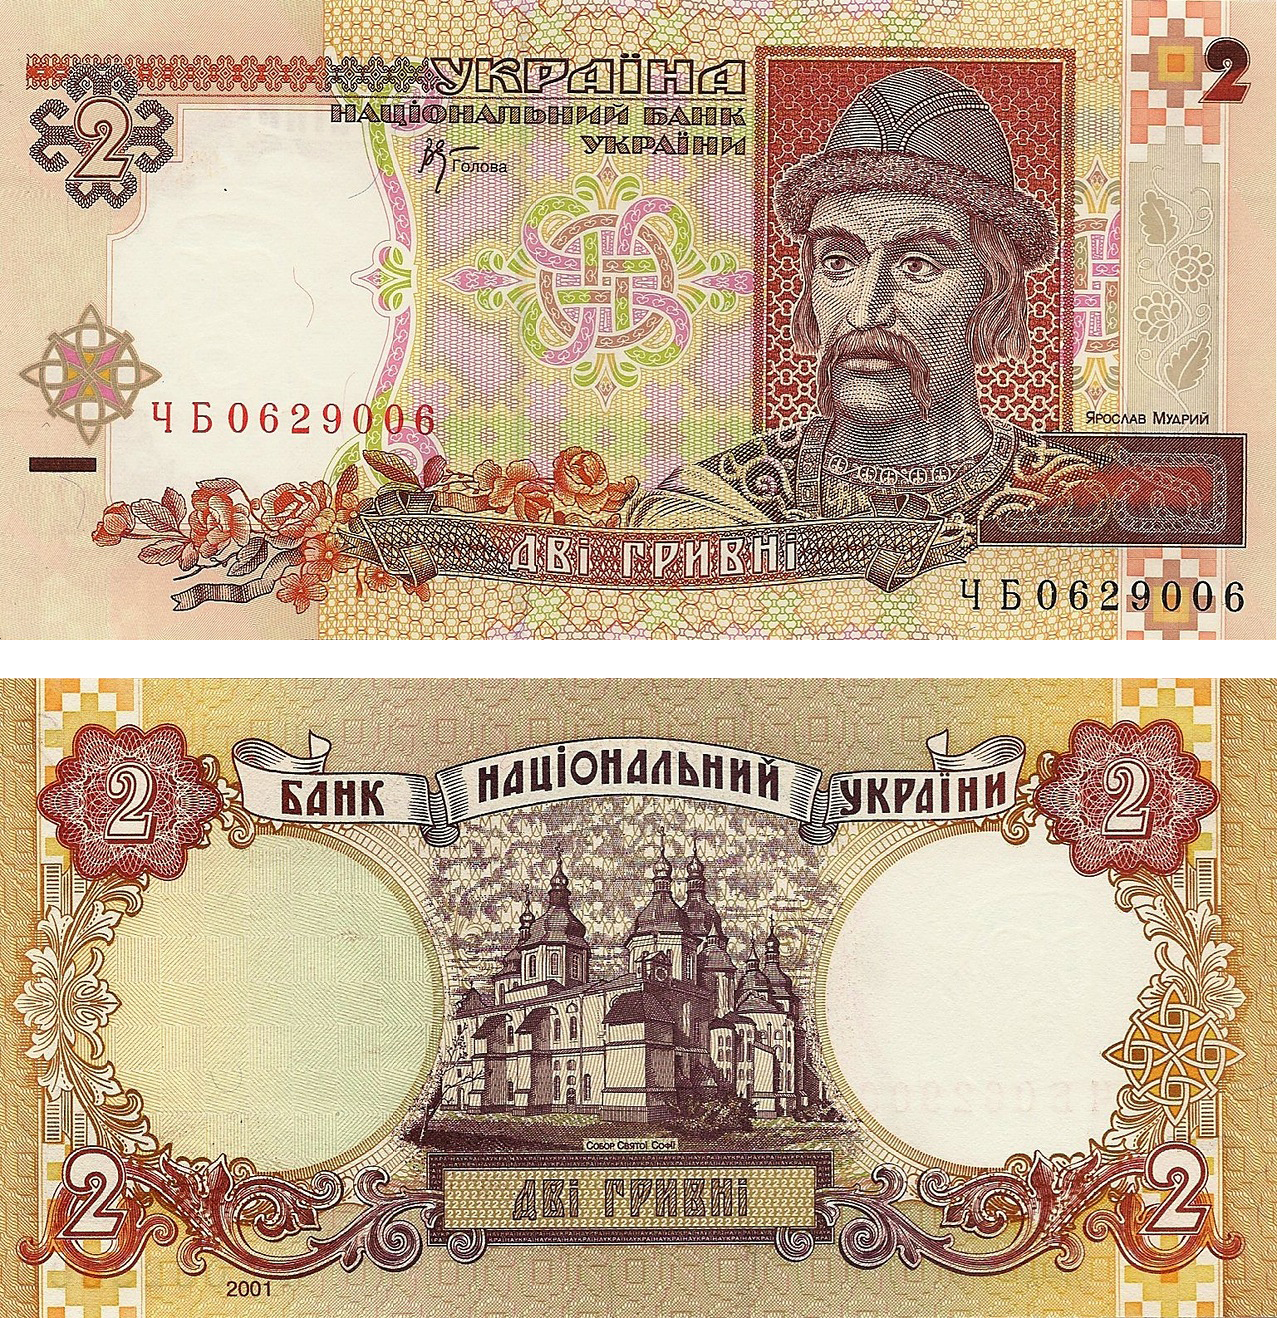 УКРАЇНА
2
2
НАЦІОНАЛЬНИЙ БАНК
УКРАЇНИ
Голова
ЯРОСЛАВ МУДРИЙ
ЧБ0629006
ДВІ ГРИВНІ
ЧБ0629006
БАНК НАЦІОНАЛЬНИЙ УКРАЇНИ
2
2
СОБОР СВЯТОЇ СОФІЇ
2
ДВІ ГРИВНІ
2
2001